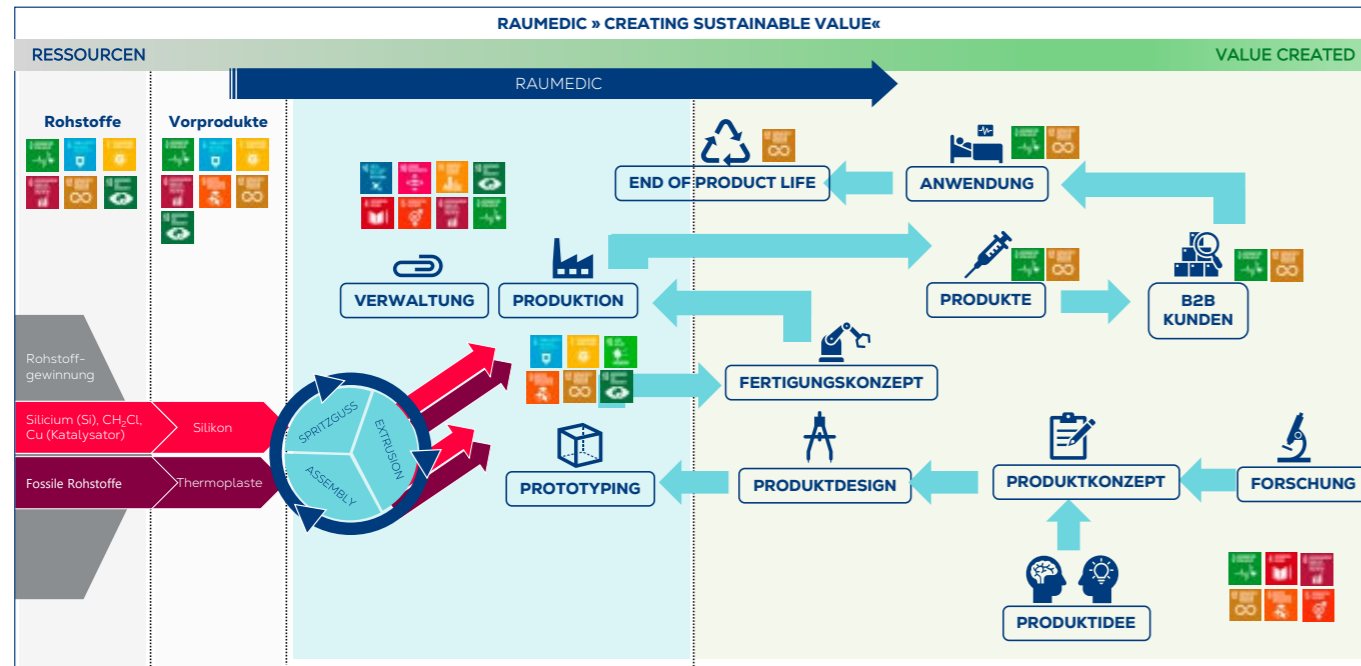 RAUMEDIC » CREATING SUSTAINABLE VALUE«
RESSOURCEN
VALUE CREATED
RAUMEDIC
Rohstoffe
Vorprodukte
END OF PRODUCT LIFE
ANWENDUNG
VERWALTUNG
PRODUKTION
PRODUKTE
B2B
KUNDEN
Rohstoff-
gewinnung
FERTIGUNGSKONZEPT
Silicium (Si), CH₂Cl,
Cu (Katalysator)
Silikon
SPRITZGUSS
EXTRUSION
ASSEMBLY
Fossile Rohstoffe
Thermoplaste
PROTOTYPING
PRODUKTDESIGN
PRODUKTKONZEPT
FORSCHUNG
PRODUKTIDEE